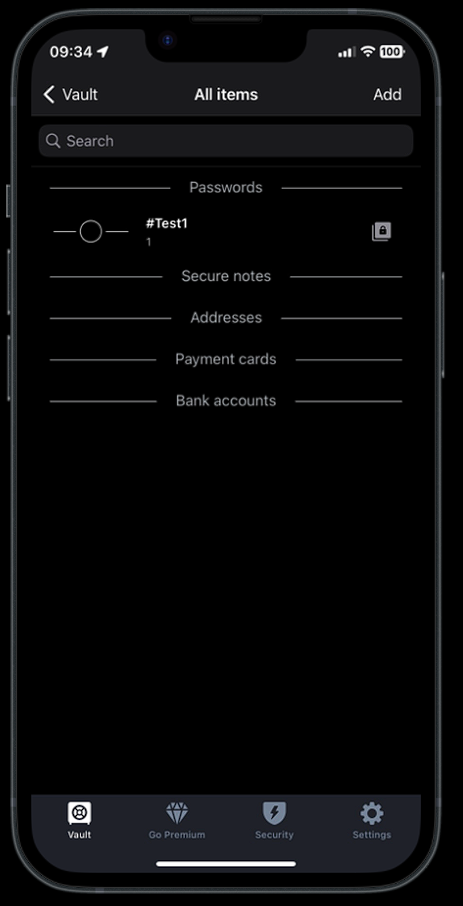 09:34
100
Vault
All items
Add
Search
Passwords
#Test1
1
Secure notes
Addresses
Payment cards
Bank accounts
Vault
Go Premium
Security
Settings